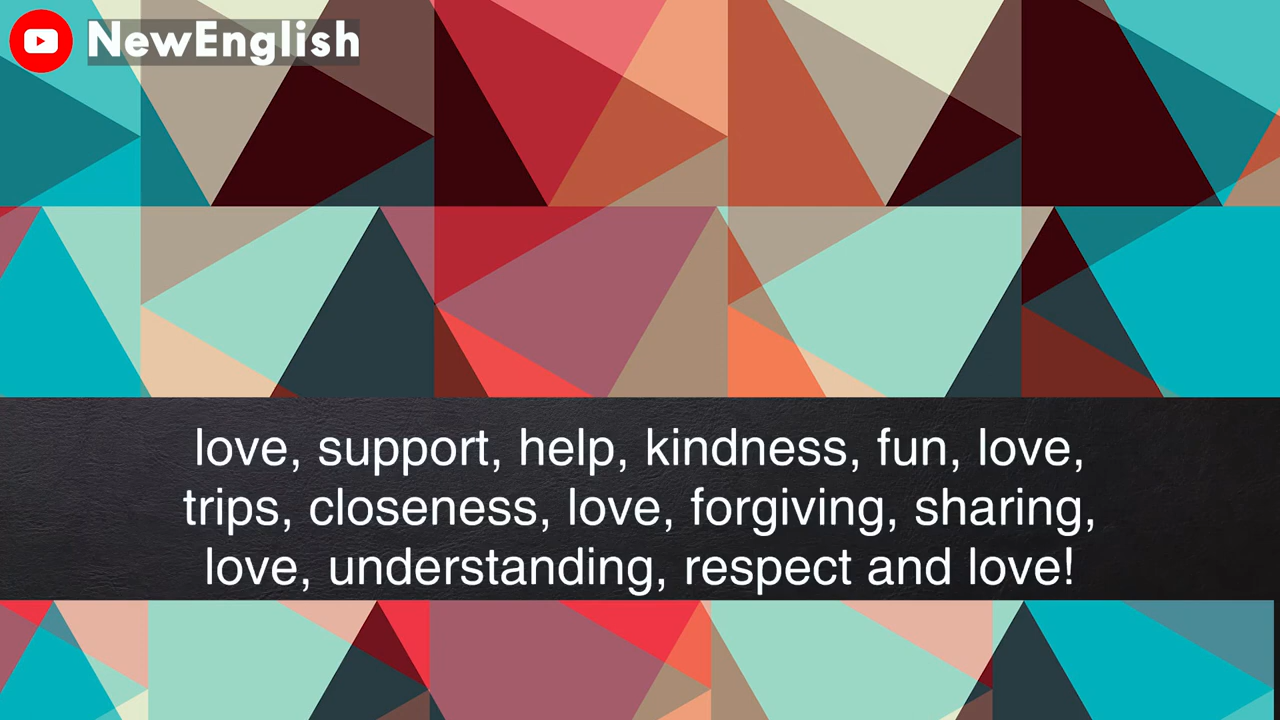 NewEnglish
love, support, help, kindness, fun, love,
trips, closeness, love, forgiving, sharing,
love, understanding, respect and love!